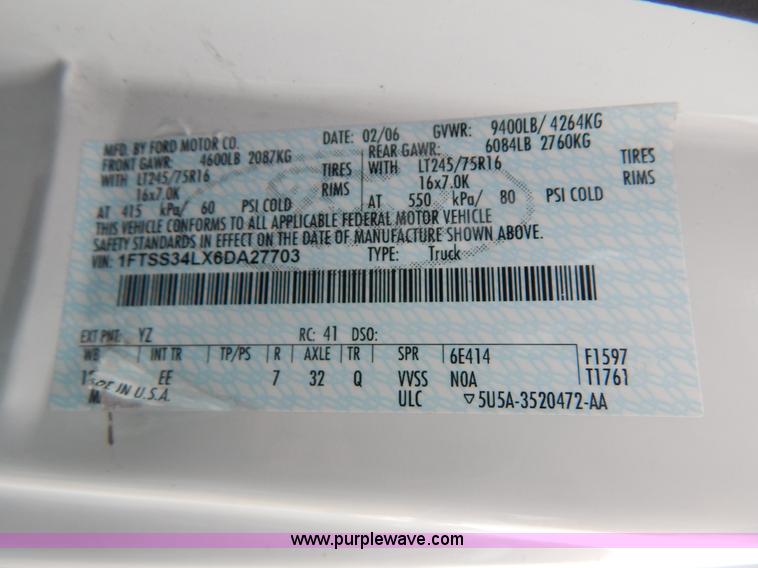 MFD. BY FORD MOTOR CO. DATE: 02/06 GVWR: 9400LB/ 4264KG
FRONT GAWR: 4600LB 2087KG REAR GAWR: 6084LB 2760KG
WITH LT245/75R16 TIRES WITH LT245/75R16 TIRES
16x7.0K RIMS 16x7.0K RIMS
AT 415 kPa/ 60 PSI COLD AT 550 kPa/ 80 PSI COLD
THIS VEHICLE CONFORMS TO ALL APPLICABLE FEDERAL MOTOR VEHICLE
SAFETY STANDARDS IN EFFECT ON THE DATE OF MANUFACTURE SHOWN ABOVE.
VIN: 1FTSS34LX6DA27703 TYPE: Truck
EXT PNT: YZ RC: 41 DSO:
WB INT TR TP/PS R AXLE TR SPR 6E414 F1597
EE 7 32 Q VVSS NOA T1761
IN U.S.A. ULC ▽5U5A-3520472-AA
www.purplewave.com